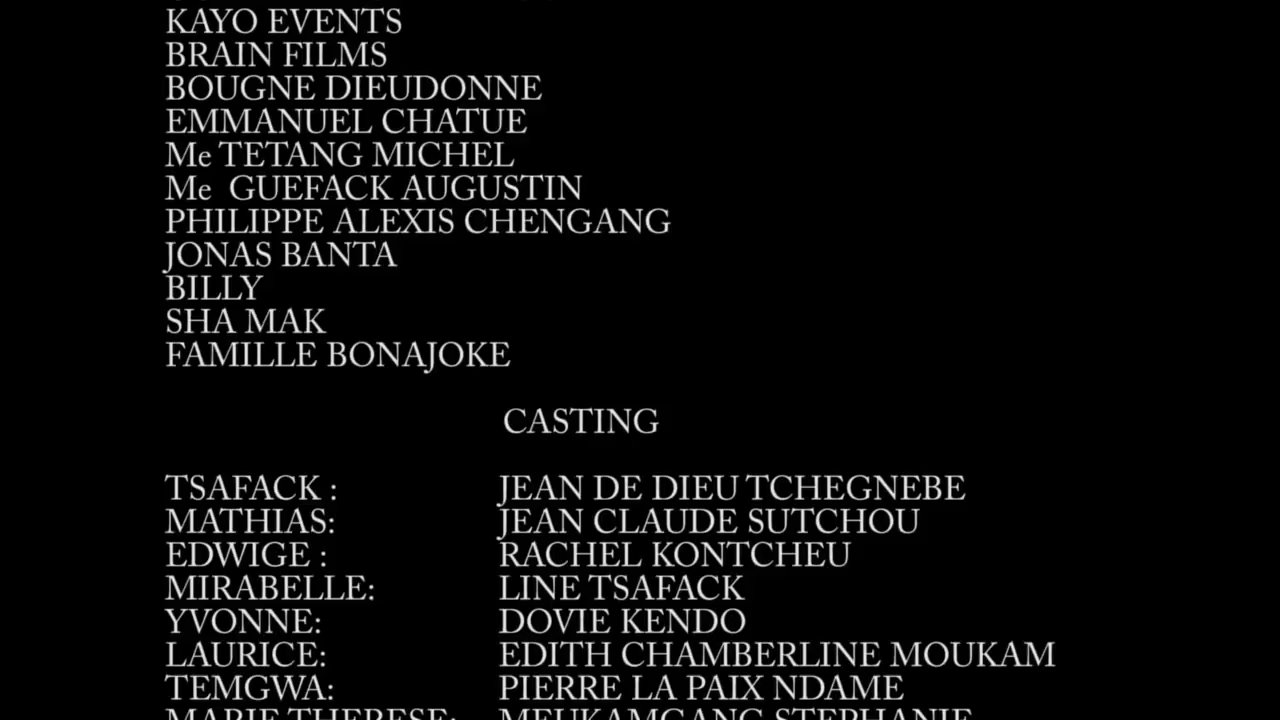 KAYO EVENTS
BRAIN FILMS
BOUGNE DIEUDONNE
EMMANUEL CHATUE
Me TETANG MICHEL
Me GUEFACK AUGUSTIN
PHILIPPE ALEXIS CHENGANG
JONAS BANTA
BILLY
SHA MAK
FAMILLE BONAJOKE
CASTING
TSAFACK : JEAN DE DIEU TCHEGNEBE
MATHIAS: JEAN CLAUDE SUTCHOU
EDWIGE : RACHEL KONTCHEU
MIRABELLE: LINE TSAFACK
YVONNE: DOVIE KENDO
LAURICE: EDITH CHAMBERLINE MOUKAM
TEMGWA: PIERRE LA PAIX NDAME
MARIE THERESE: MEUKAMGANG STEPHANIE